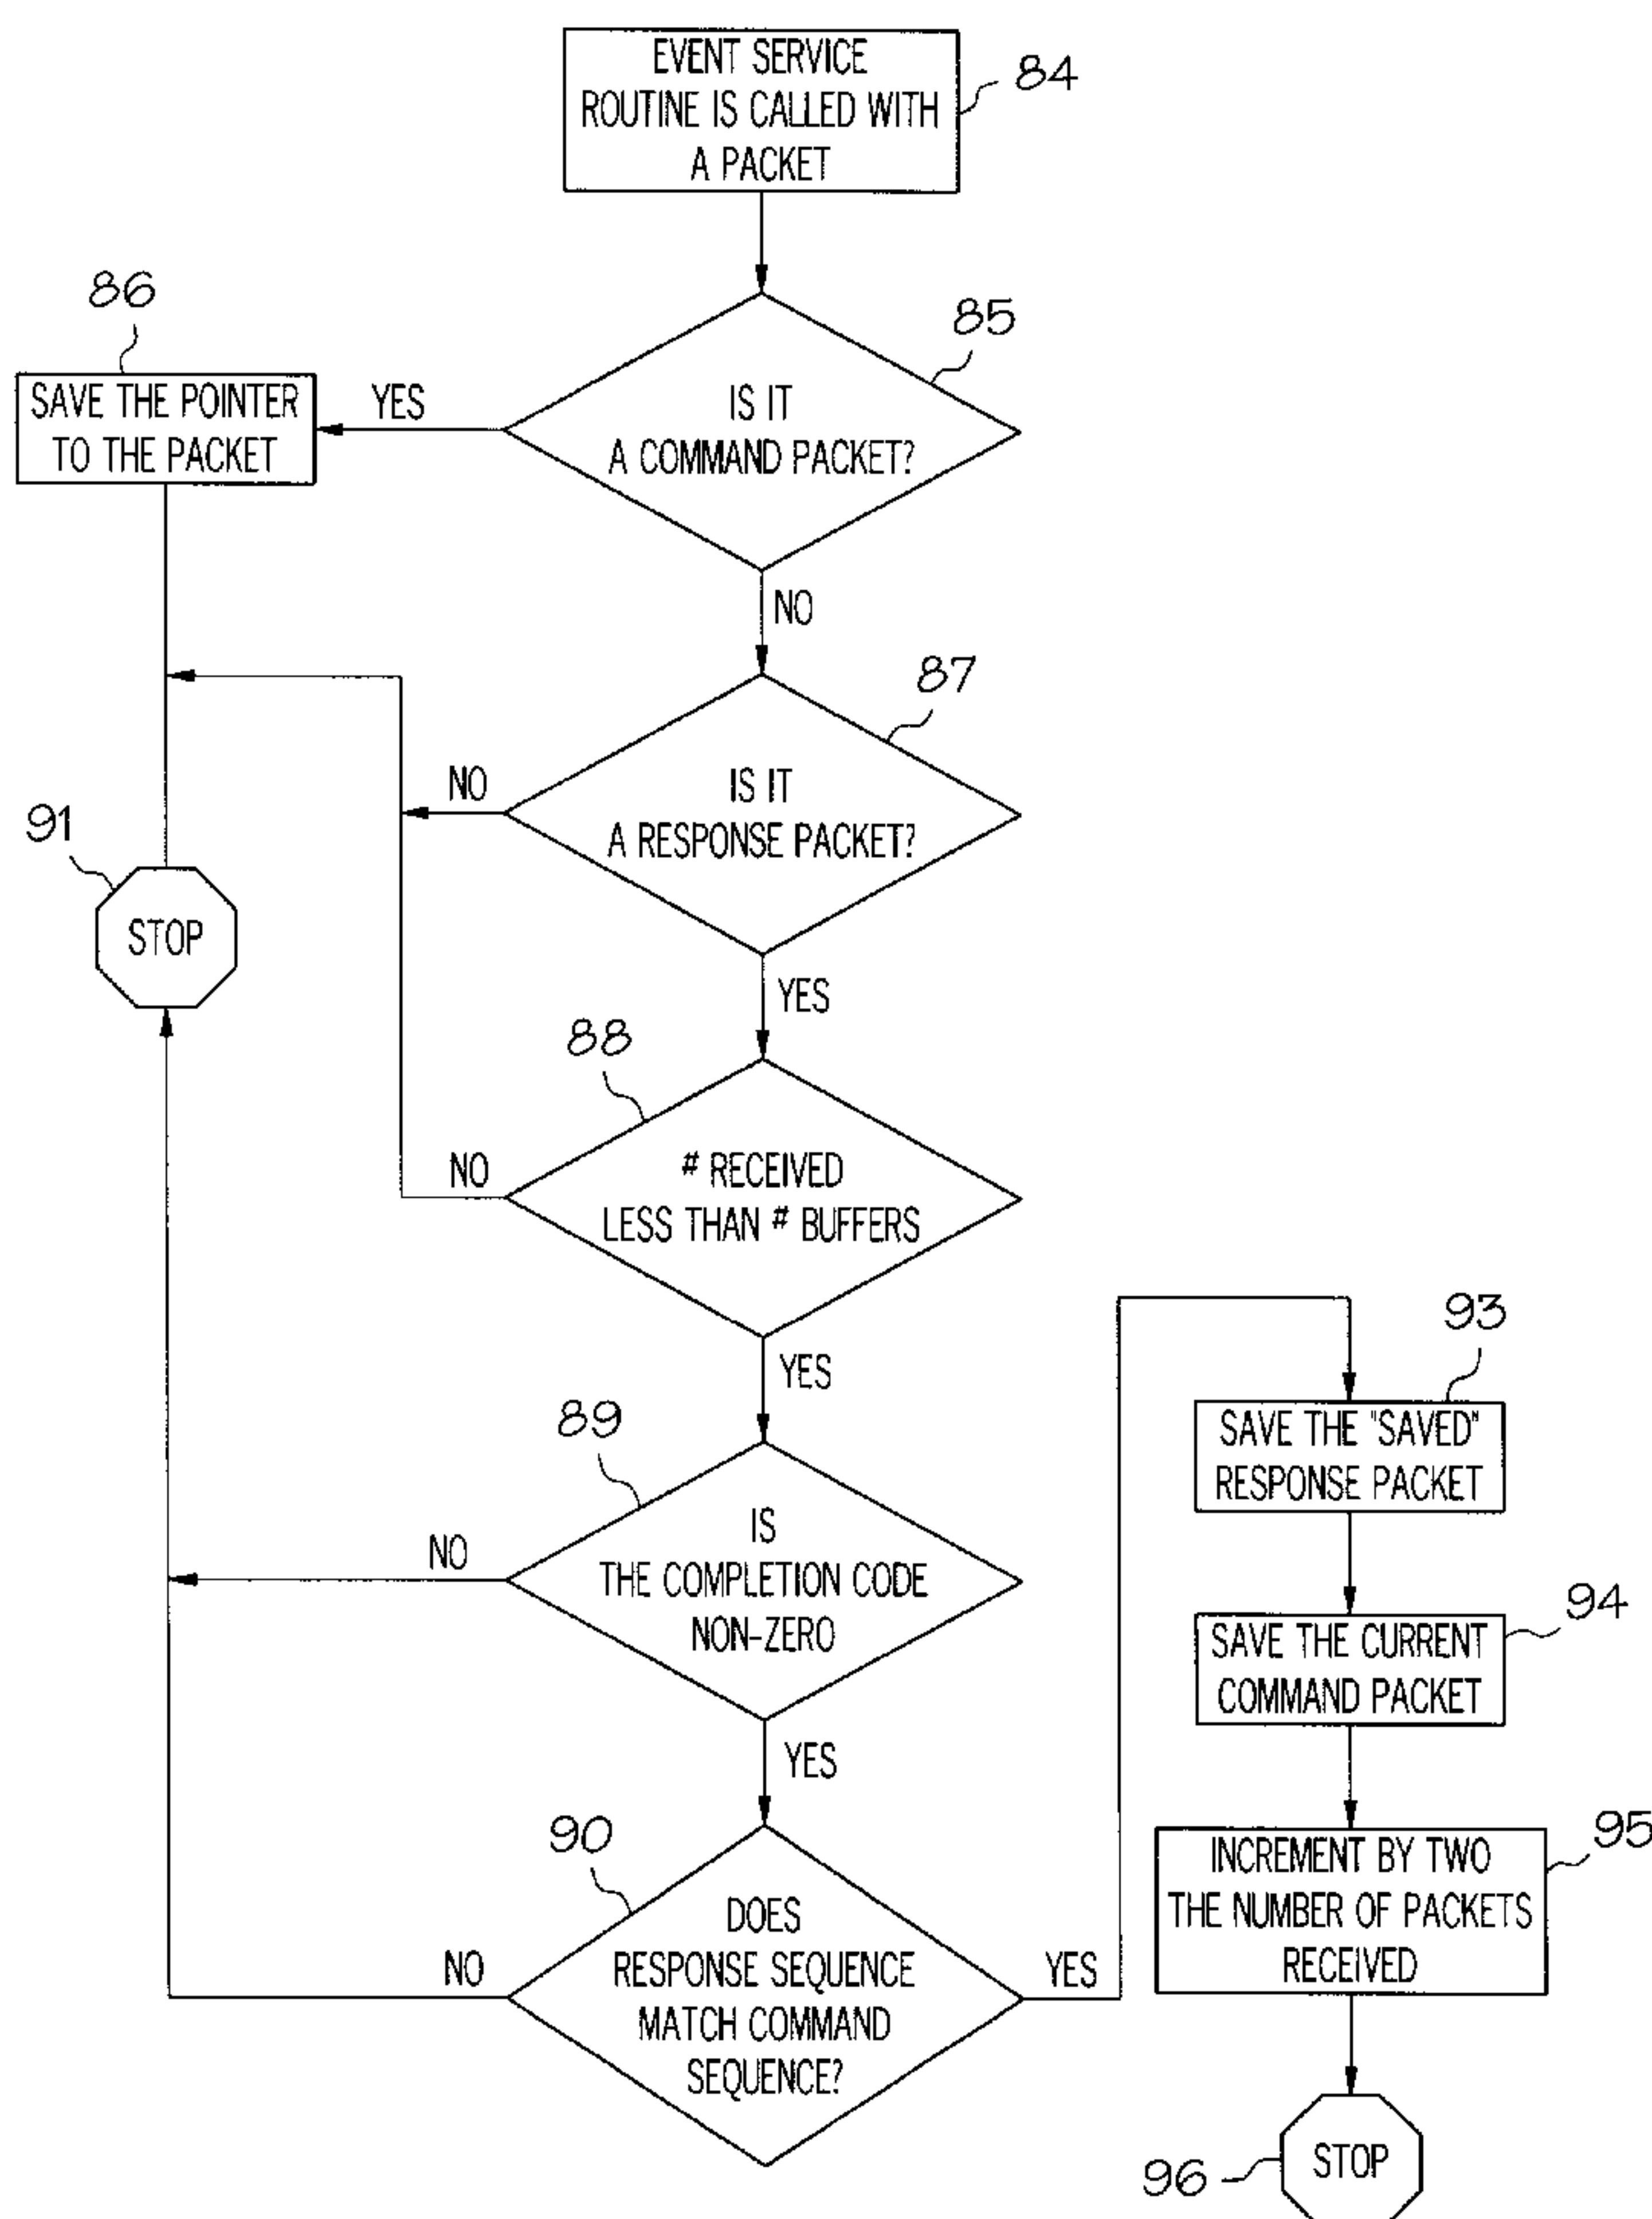 EVENT SERVICE
ROUTINE IS CALLED WITH
A PACKET
84
86
85
SAVE THE POINTER
TO THE PACKET
YES
IS IT
A COMMAND PACKET?
NO
87
NO
IS IT
A RESPONSE PACKET?
91
STOP
YES
88
NO
# RECEIVED
LESS THAN # BUFFERS
YES
93
SAVE THE "SAVED"
RESPONSE PACKET
89
NO
IS
THE COMPLETION CODE
NON-ZERO
94
SAVE THE CURRENT
COMMAND PACKET
YES
90
95
INCREMENT BY TWO
THE NUMBER OF PACKETS
RECEIVED
NO
DOES
RESPONSE SEQUENCE
MATCH COMMAND
SEQUENCE?
YES
96
STOP